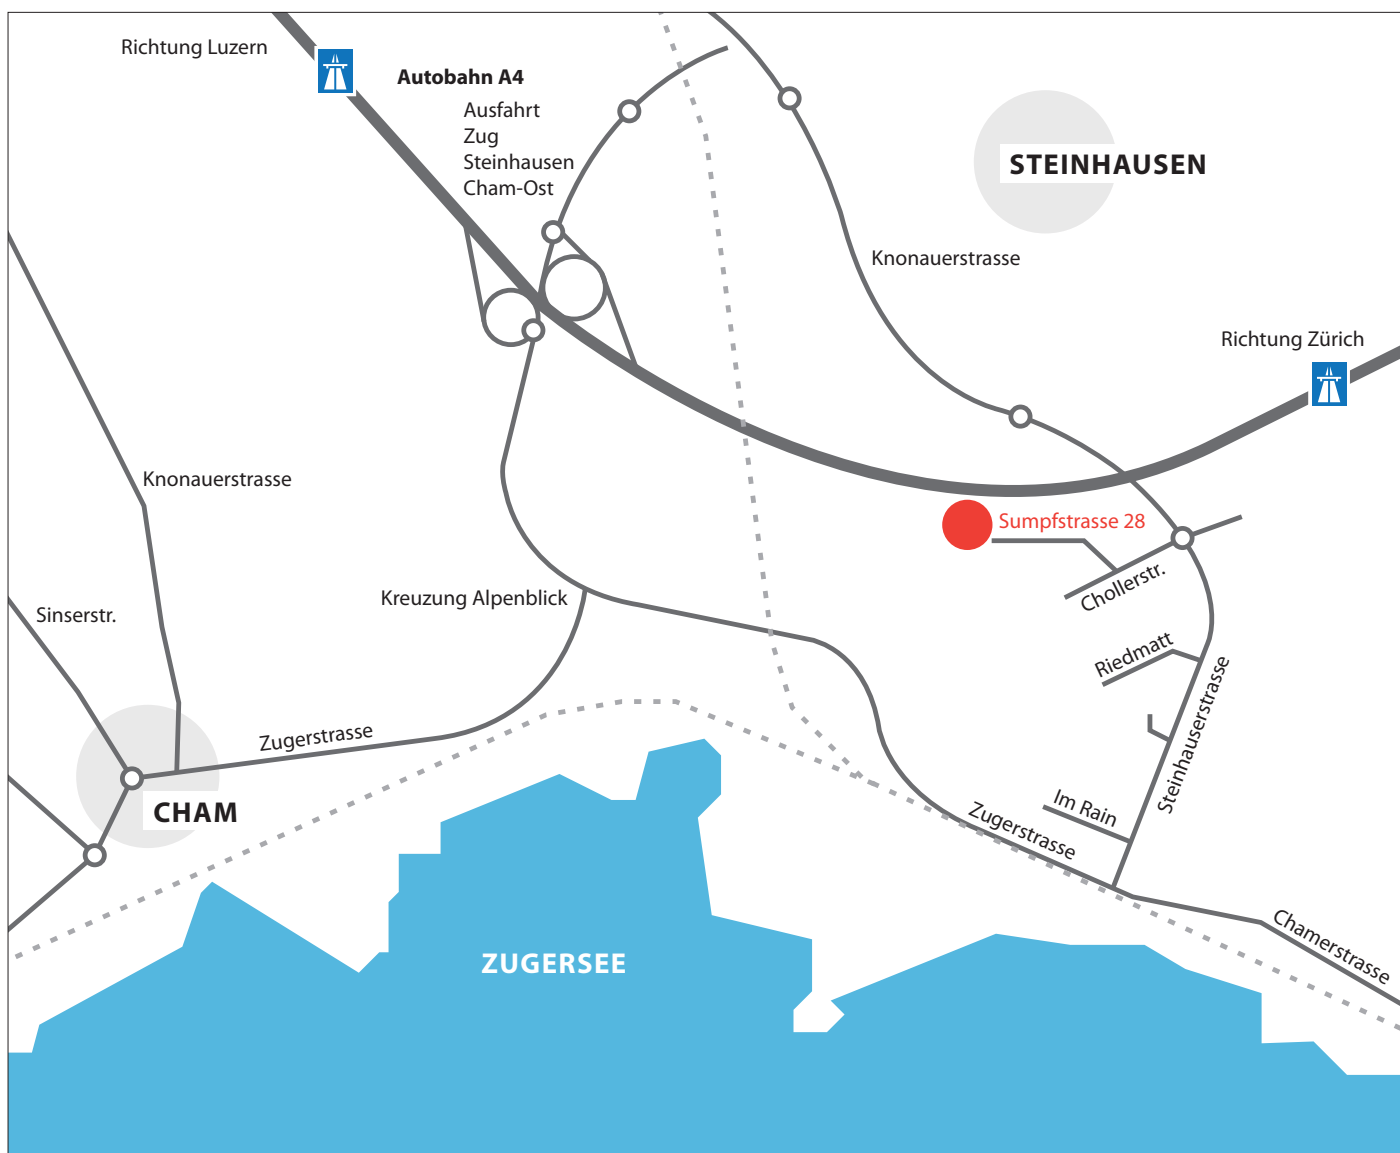 Richtung Luzern
Autobahn A4
Ausfahrt
Zug
Steinhausen
Cham-Ost
STEINHAUSEN
Knonauerstrasse
Richtung Zürich
Knonauerstrasse
Sumpfstrasse 28
Chollerstr.
Kreuzung Alpenblick
Sinserstr.
Riedmatt
Steinhauserstrasse
Zugerstrasse
CHAM
Im Rain
Zugerstrasse
Chamerstrasse
ZUGERSEE